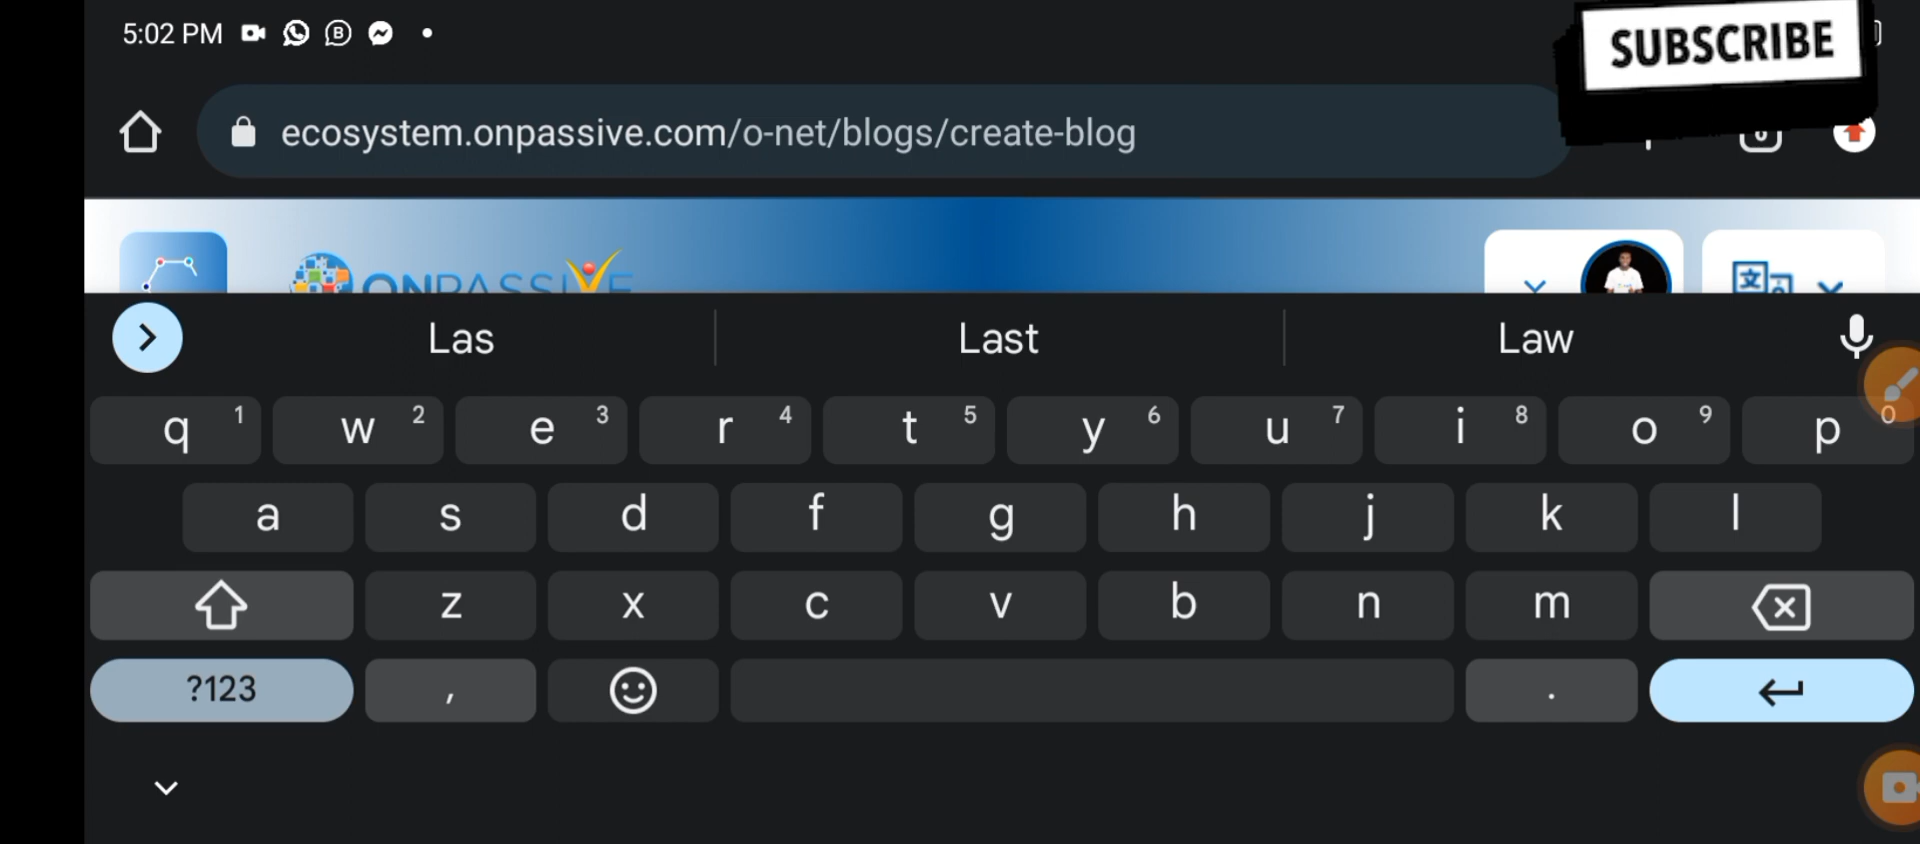 5:02 PM
SUBSCRIBE
ecosystem.onpassive.com/o-net/blogs/create-blog
ONPASSIVE
Las Last Law
q 1 w 2 e 3 r 4 t 5 y 6 u 7 i 8 o 9 p 0
a s d f g h j k l
z x c v b n m
?123 , .